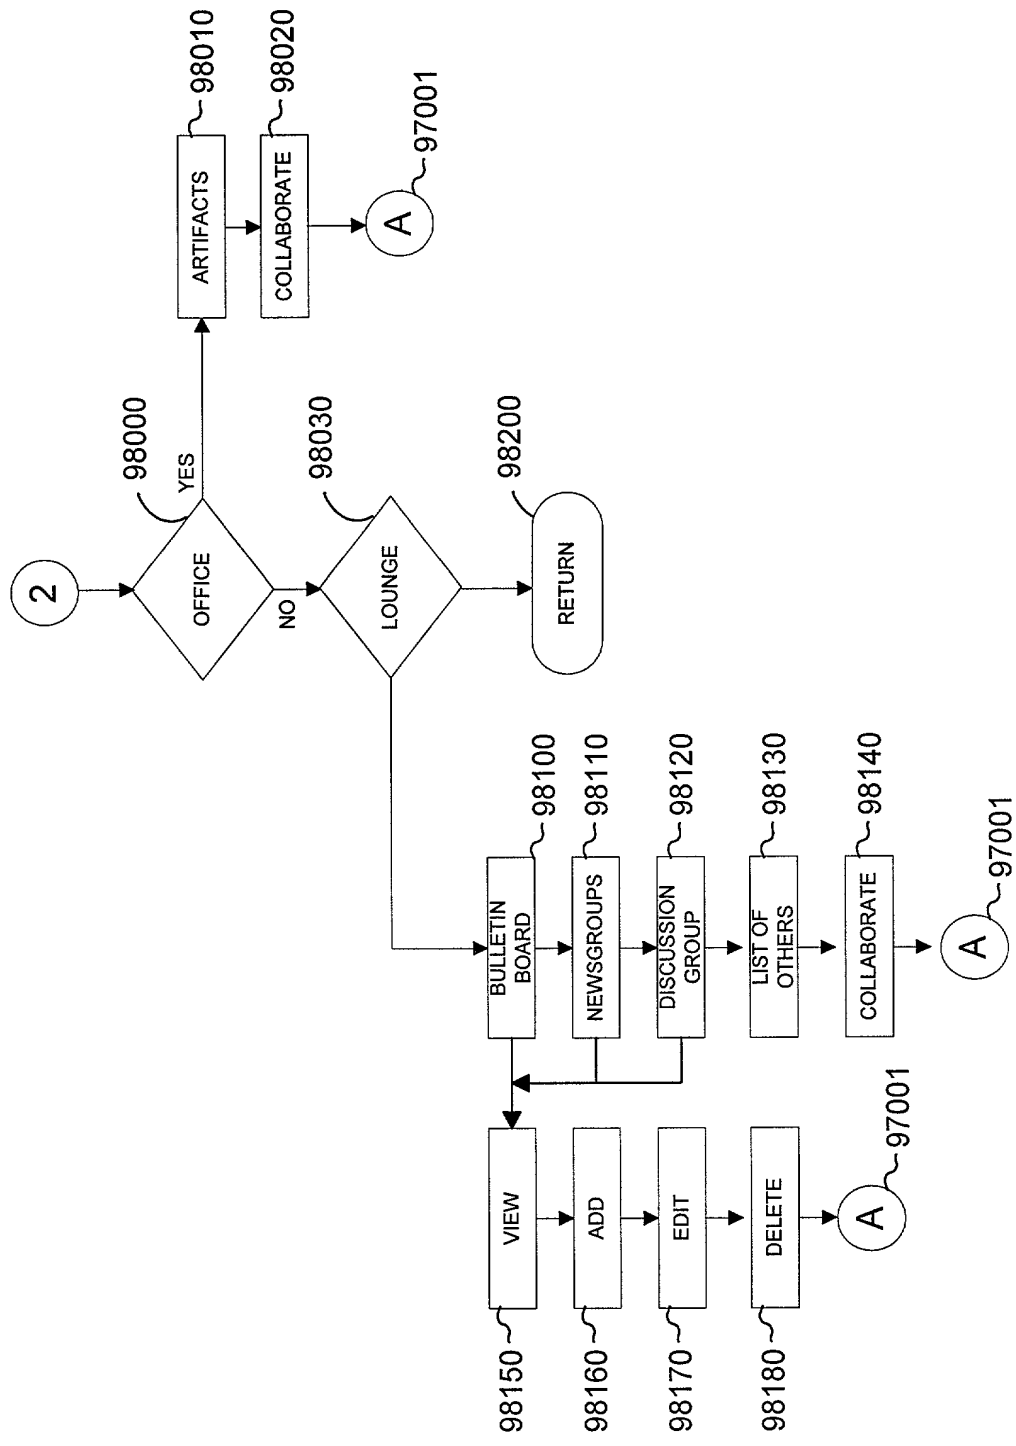 2
98000
OFFICE
YES
NO
ARTIFACTS
98010
COLLABORATE
98020
A
97001
98030
LOUNGE
98200
RETURN
BULLETIN
BOARD
98100
NEWSGROUPS
98110
DISCUSSION
GROUP
98120
LIST OF
OTHERS
98130
COLLABORATE
98140
A
97001
98150
VIEW
98160
ADD
98170
EDIT
98180
DELETE
A
97001